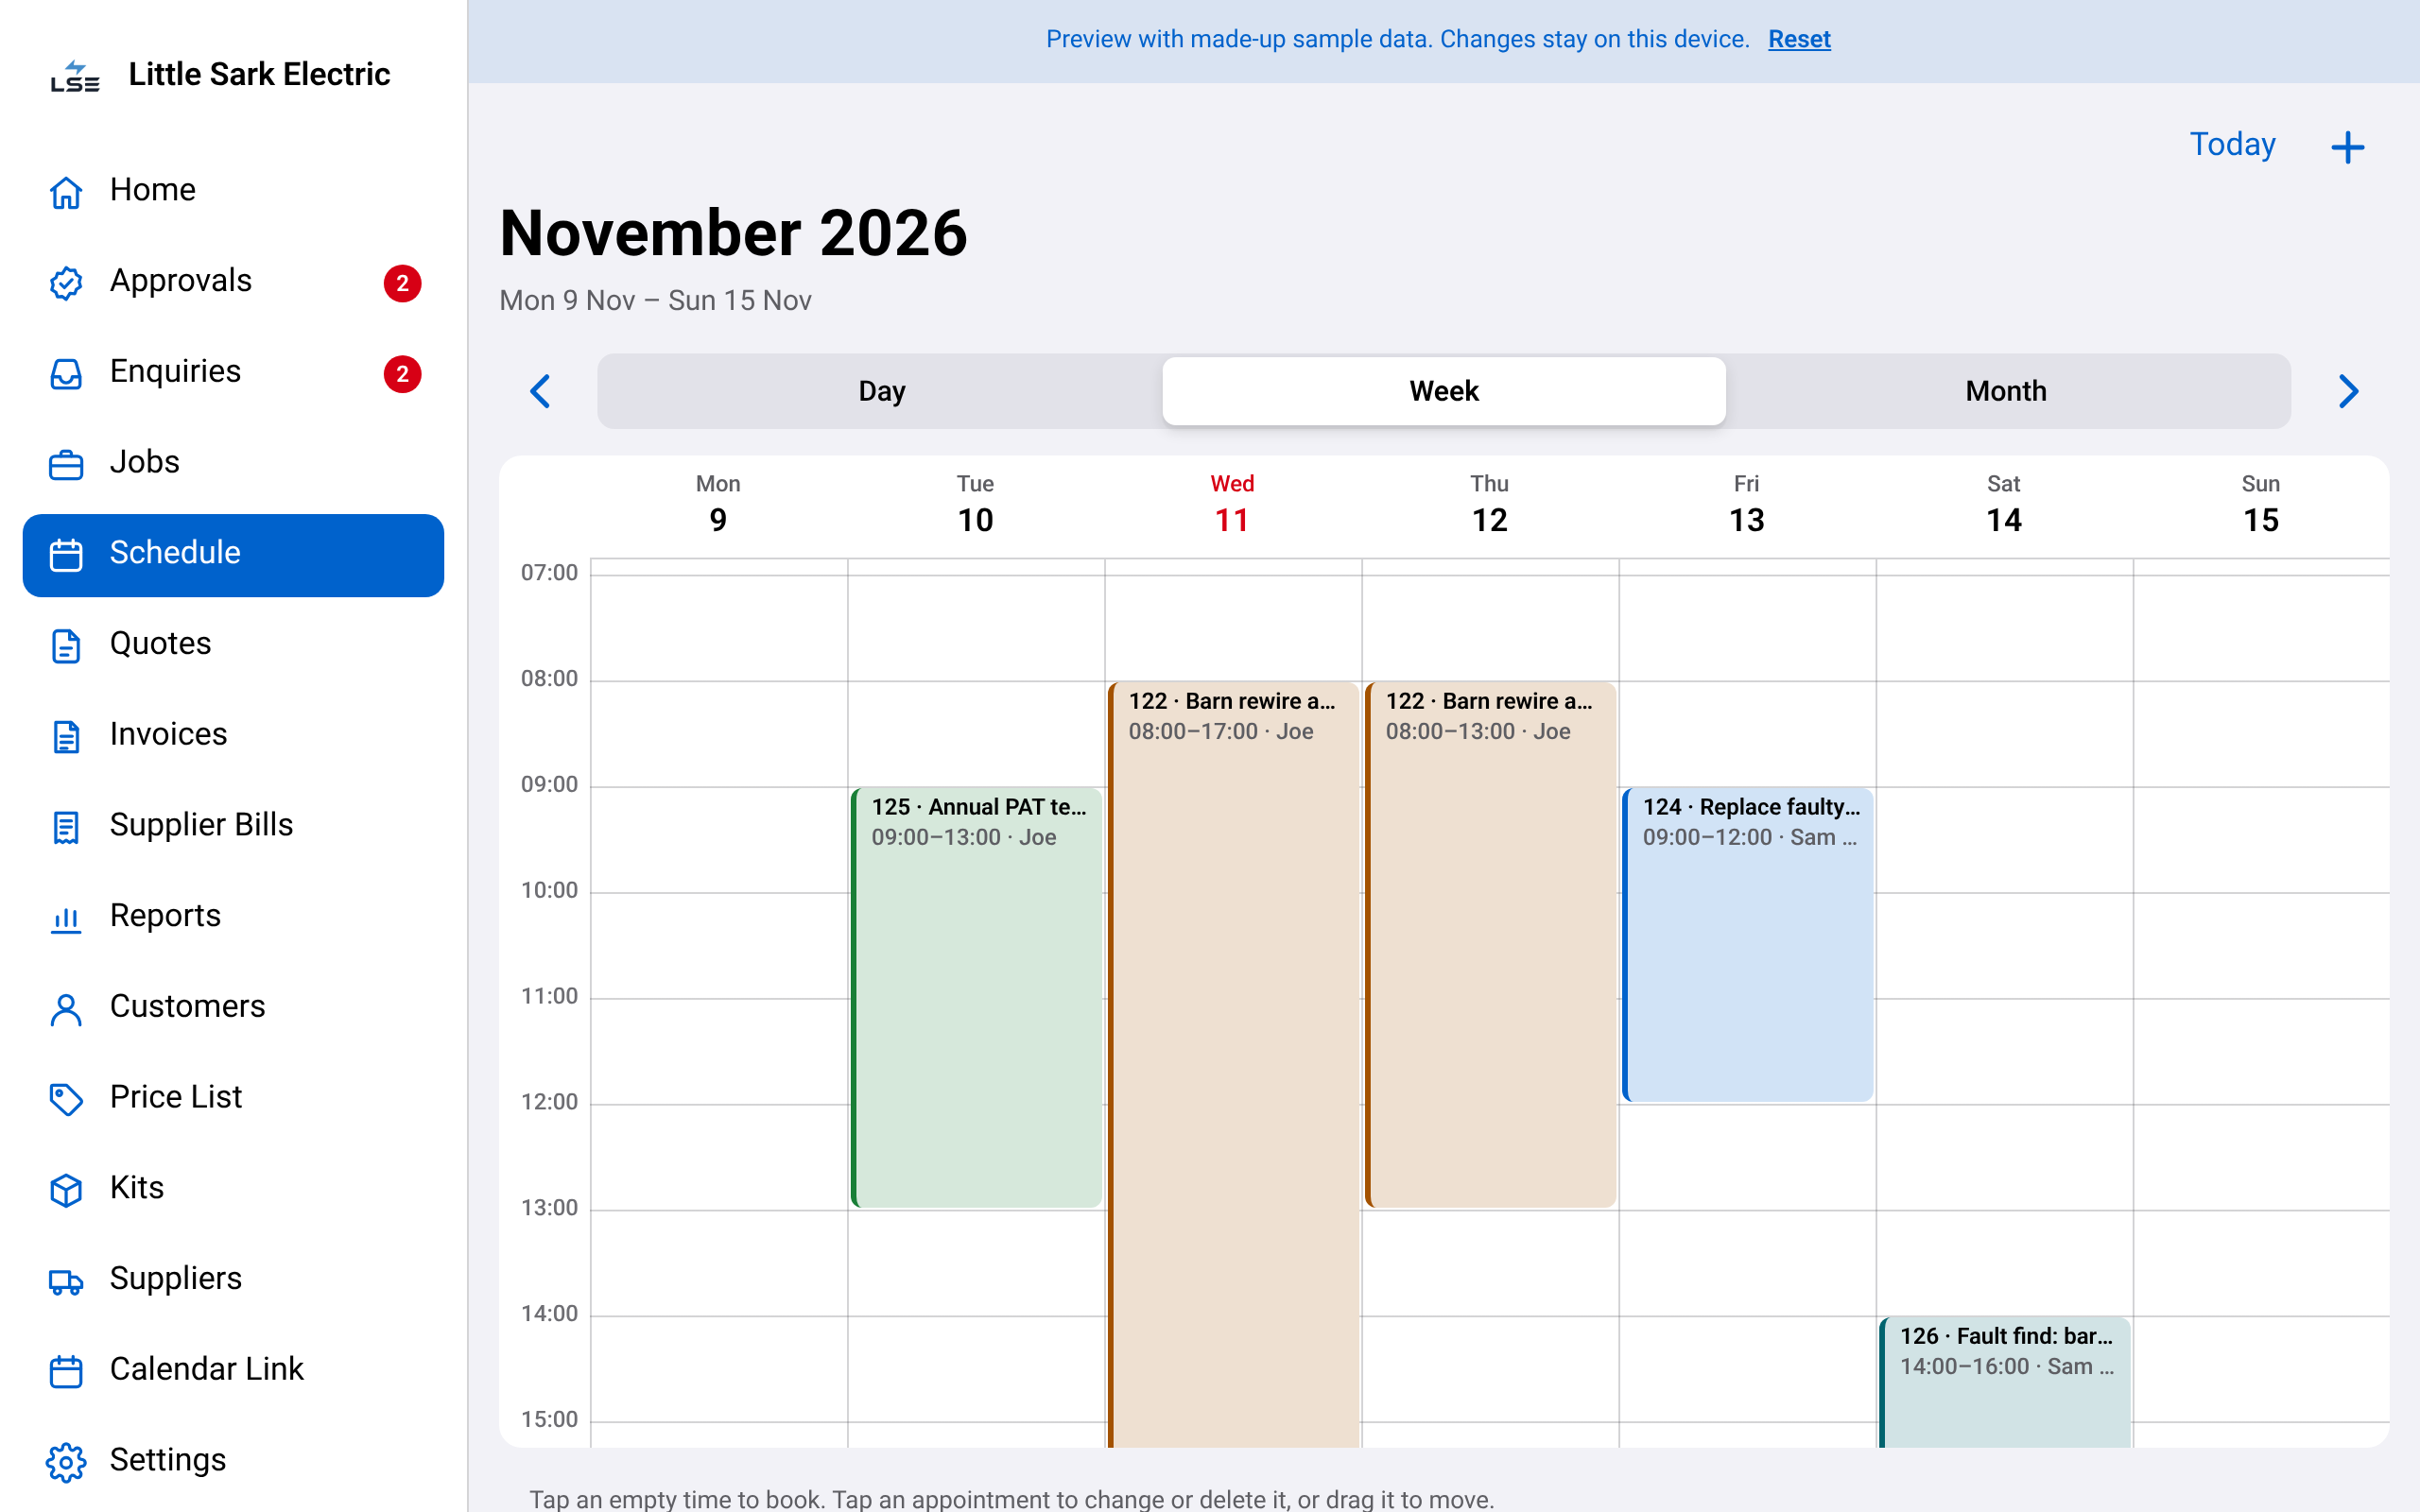 LSE Little Sark Electric
Home
Approvals 2
Enquiries 2
Jobs
Schedule
Quotes
Invoices
Supplier Bills
Reports
Customers
Price List
Kits
Suppliers
Calendar Link
Settings
Preview with made-up sample data. Changes stay on this device. Reset
Today
November 2026
Mon 9 Nov – Sun 15 Nov
Day Week Month
Mon Tue Wed Thu Fri Sat Sun
9 10 11 12 13 14 15
07:00
08:00
122 · Barn rewire a...
08:00–17:00 · Joe
122 · Barn rewire a...
08:00–13:00 · Joe
09:00
125 · Annual PAT te...
09:00–13:00 · Joe
124 · Replace faulty...
09:00–12:00 · Sam ...
10:00
11:00
12:00
13:00
14:00
126 · Fault find: bar...
14:00–16:00 · Sam ...
15:00
Tap an empty time to book. Tap an appointment to change or delete it, or drag it to move.